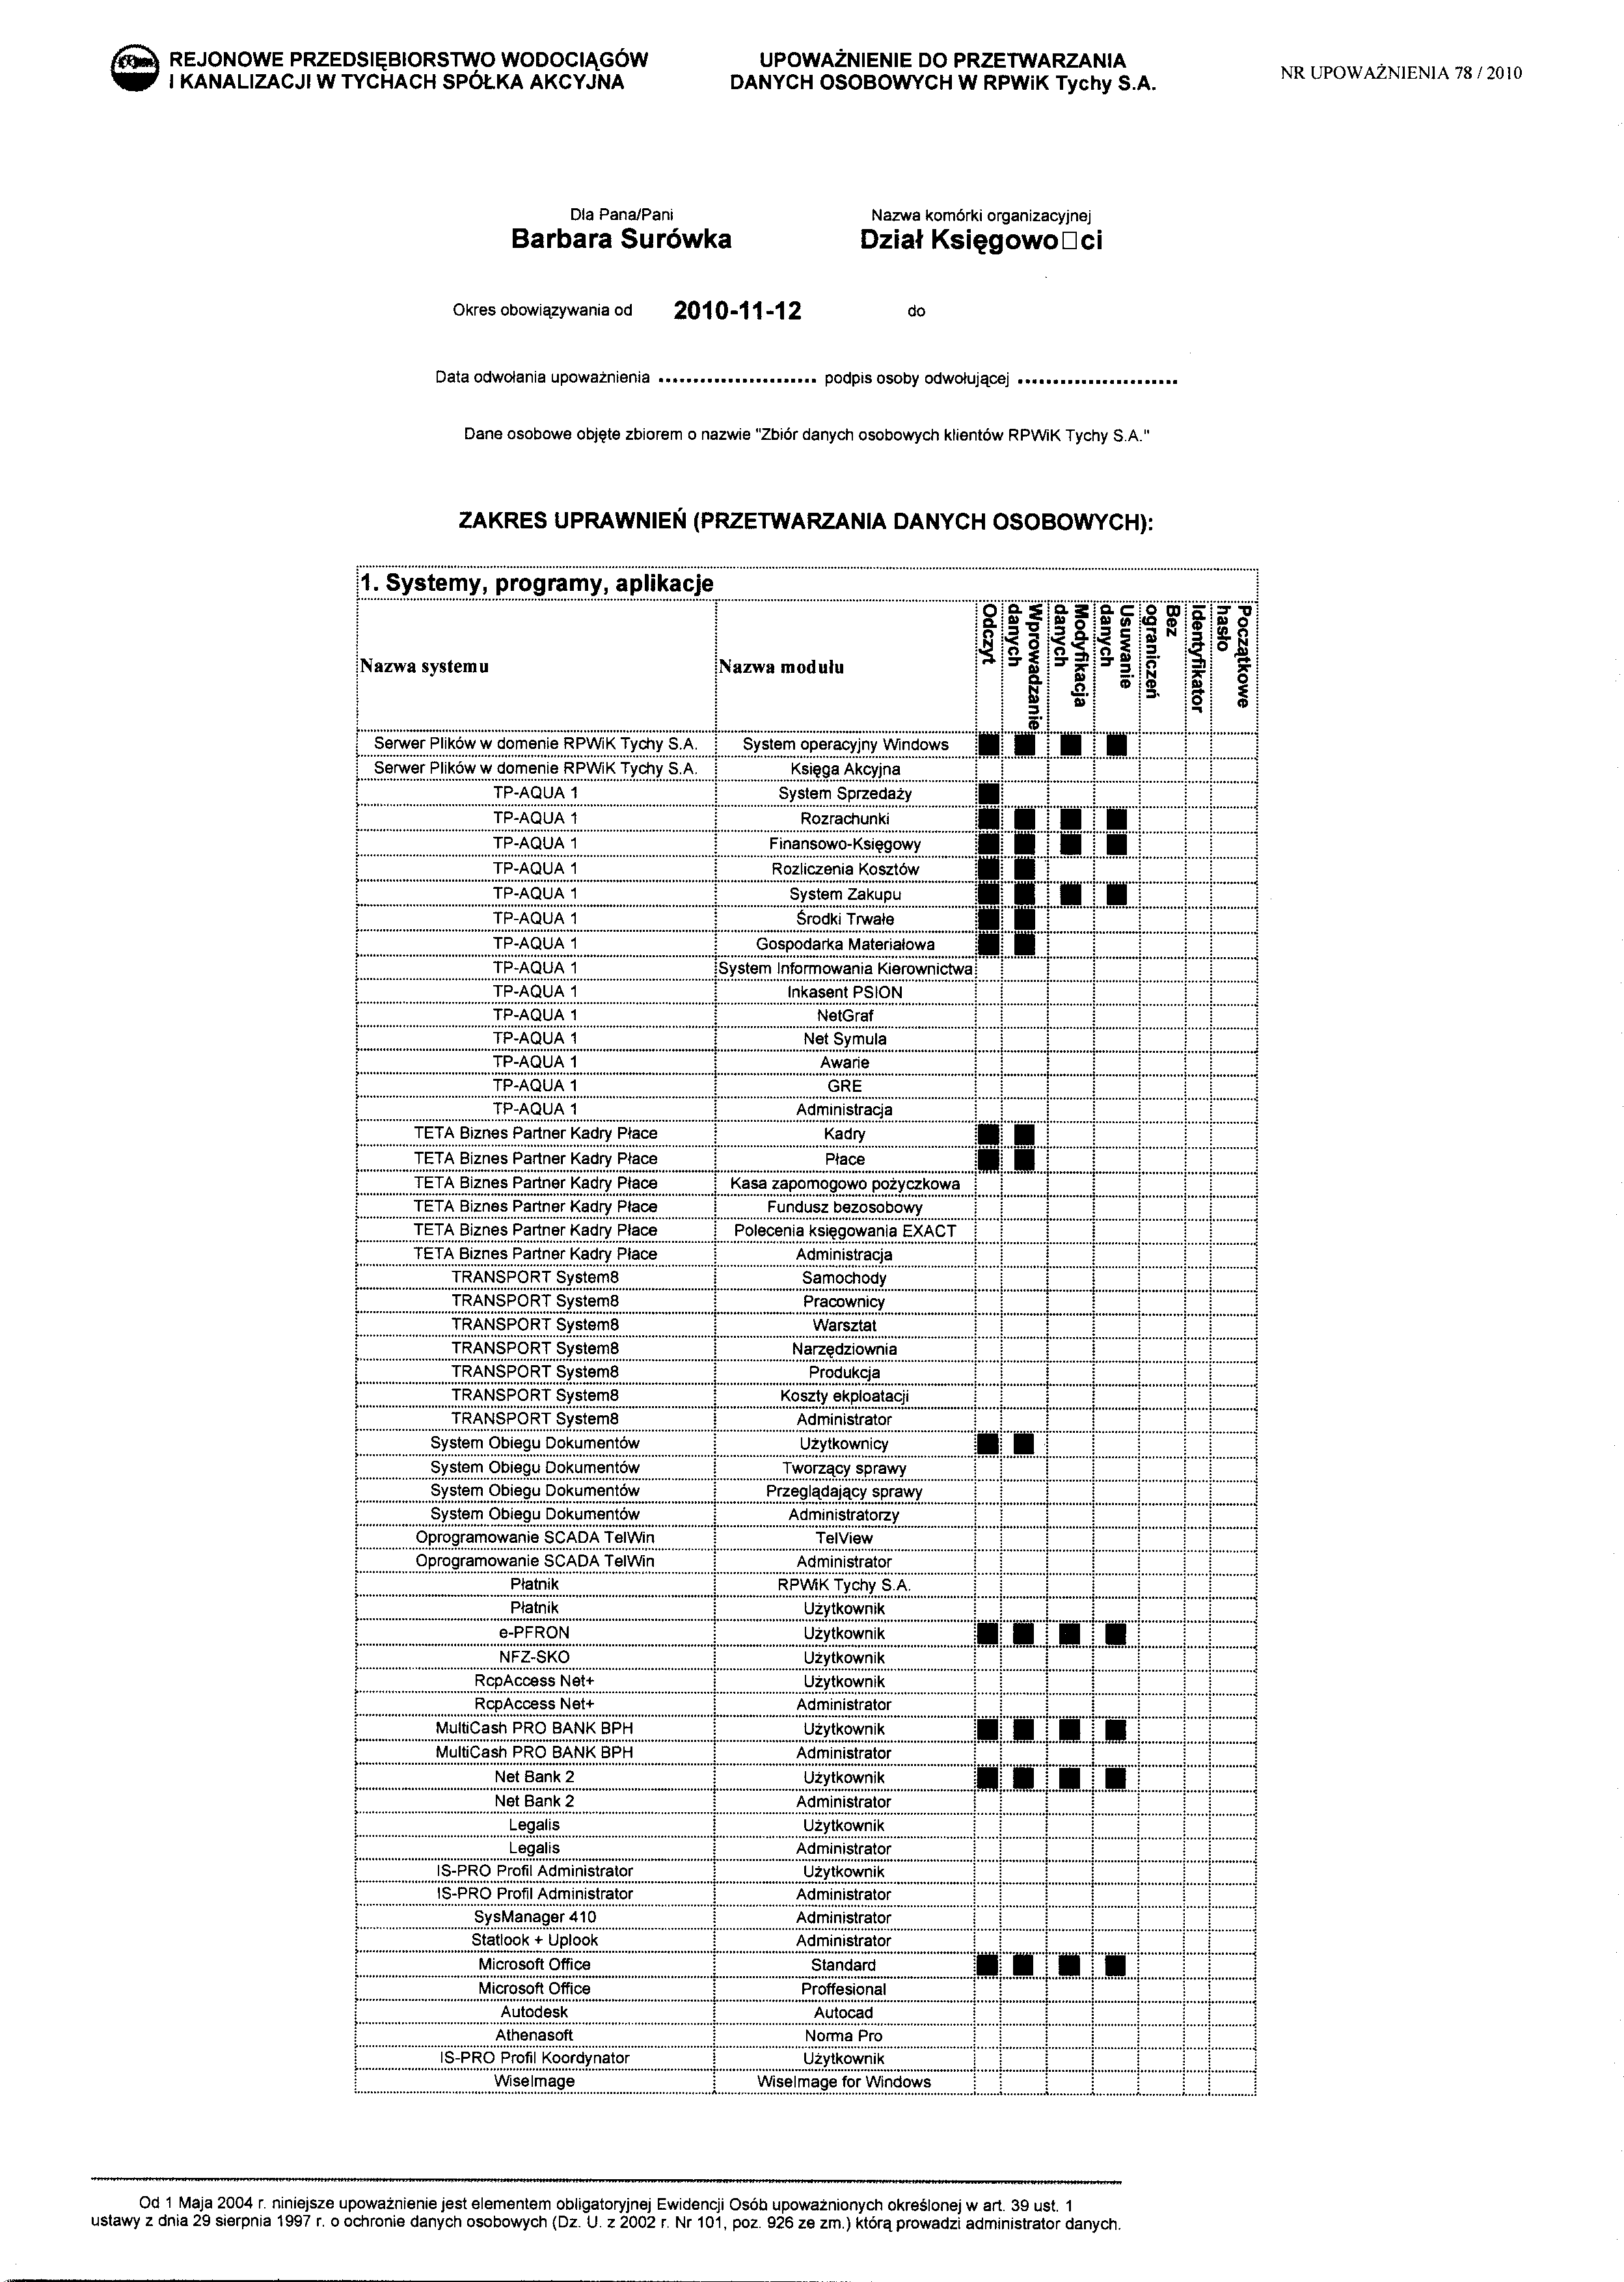 REJONOWE PRZEDSIĘBIORSTWO WODOCIĄGÓW
I KANALIZACJI W TYCHACH SPÓŁKA AKCYJNA
UPOWAŻNIENIE DO PRZETWARZANIA
DANYCH OSOBOWYCH W RPWiK Tychy S.A.
NR UPOWAŻNIENIA 78 / 2010
Dla Pana/Pani
Barbara Surówka
Nazwa komórki organizacyjnej
Dział Księgowo□ci
Okres obowiązywania od 2010-11-12 do
Data odwołania upoważnienia ....................... podpis osoby odwołującej .......................
Dane osobowe objęte zbiorem o nazwie "Zbiór danych osobowych klientów RPWiK Tychy S.A."
ZAKRES UPRAWNIEŃ (PRZETWARZANIA DANYCH OSOBOWYCH):
1. Systemy, programy, aplikacje
Nazwa systemu Nazwa modułu
Odczyt
Wprowadzanie
danych
Modyfikacja
danych
Usuwanie
danych
Bez
ograniczeń
Identyfikator
Początkowe
hasło
Serwer Plików w domenie RPWiK Tychy S.A. System operacyjny Windows ■ ■ ■ ■
Serwer Plików w domenie RPWiK Tychy S.A. Księga Akcyjna
TP-AQUA 1 System Sprzedaży ■
TP-AQUA 1 Rozrachunki ■ ■ ■ ■
TP-AQUA 1 Finansowo-Księgowy ■ ■ ■ ■
TP-AQUA 1 Rozliczenia Kosztów ■ ■
TP-AQUA 1 System Zakupu ■ ■ ■ ■
TP-AQUA 1 Środki Trwałe ■ ■
TP-AQUA 1 Gospodarka Materiałowa ■ ■
TP-AQUA 1 System Informowania Kierownictwa
TP-AQUA 1 Inkasent PSION
TP-AQUA 1 NetGraf
TP-AQUA 1 Net Symula
TP-AQUA 1 Awarie
TP-AQUA 1 GRE
TP-AQUA 1 Administracja
TETA Biznes Partner Kadry Płace Kadry ■ ■
TETA Biznes Partner Kadry Płace Płace ■ ■
TETA Biznes Partner Kadry Płace Kasa zapomogowo pożyczkowa
TETA Biznes Partner Kadry Płace Fundusz bezosobowy
TETA Biznes Partner Kadry Płace Polecenia księgowania EXACT
TETA Biznes Partner Kadry Płace Administracja
TRANSPORT System8 Samochody
TRANSPORT System8 Pracownicy
TRANSPORT System8 Warsztat
TRANSPORT System8 Narzędziownia
TRANSPORT System8 Produkcja
TRANSPORT System8 Koszty ekploatacji
TRANSPORT System8 Administrator
System Obiegu Dokumentów Użytkownicy ■ ■
System Obiegu Dokumentów Tworzący sprawy
System Obiegu Dokumentów Przeglądający sprawy
System Obiegu Dokumentów Administratorzy
Oprogramowanie SCADA TelWin TelView
Oprogramowanie SCADA TelWin Administrator
Płatnik RPWiK Tychy S.A.
Płatnik Użytkownik
e-PFRON Użytkownik ■ ■ ■ ■
NFZ-SKO Użytkownik
RcpAccess Net+ Użytkownik
RcpAccess Net+ Administrator
MultiCash PRO BANK BPH Użytkownik ■ ■ ■ ■
MultiCash PRO BANK BPH Administrator
Net Bank 2 Użytkownik ■ ■ ■ ■
Net Bank 2 Administrator
Legalis Użytkownik
Legalis Administrator
IS-PRO Profil Administrator Użytkownik
IS-PRO Profil Administrator Administrator
SysManager 410 Administrator
Statlook + Uplook Administrator
Microsoft Office Standard ■ ■ ■ ■
Microsoft Office Proffesional
Autodesk Autocad
Athenasoft Norma Pro
IS-PRO Profil Koordynator Użytkownik
WiseImage WiseImage for Windows
Od 1 Maja 2004 r. niniejsze upoważnienie jest elementem obligatoryjnej Ewidencji Osób upoważnionych określonej w art. 39 ust. 1
ustawy z dnia 29 sierpnia 1997 r. o ochronie danych osobowych (Dz. U. z 2002 r. Nr 101, poz. 926 ze zm.) którą prowadzi administrator danych.